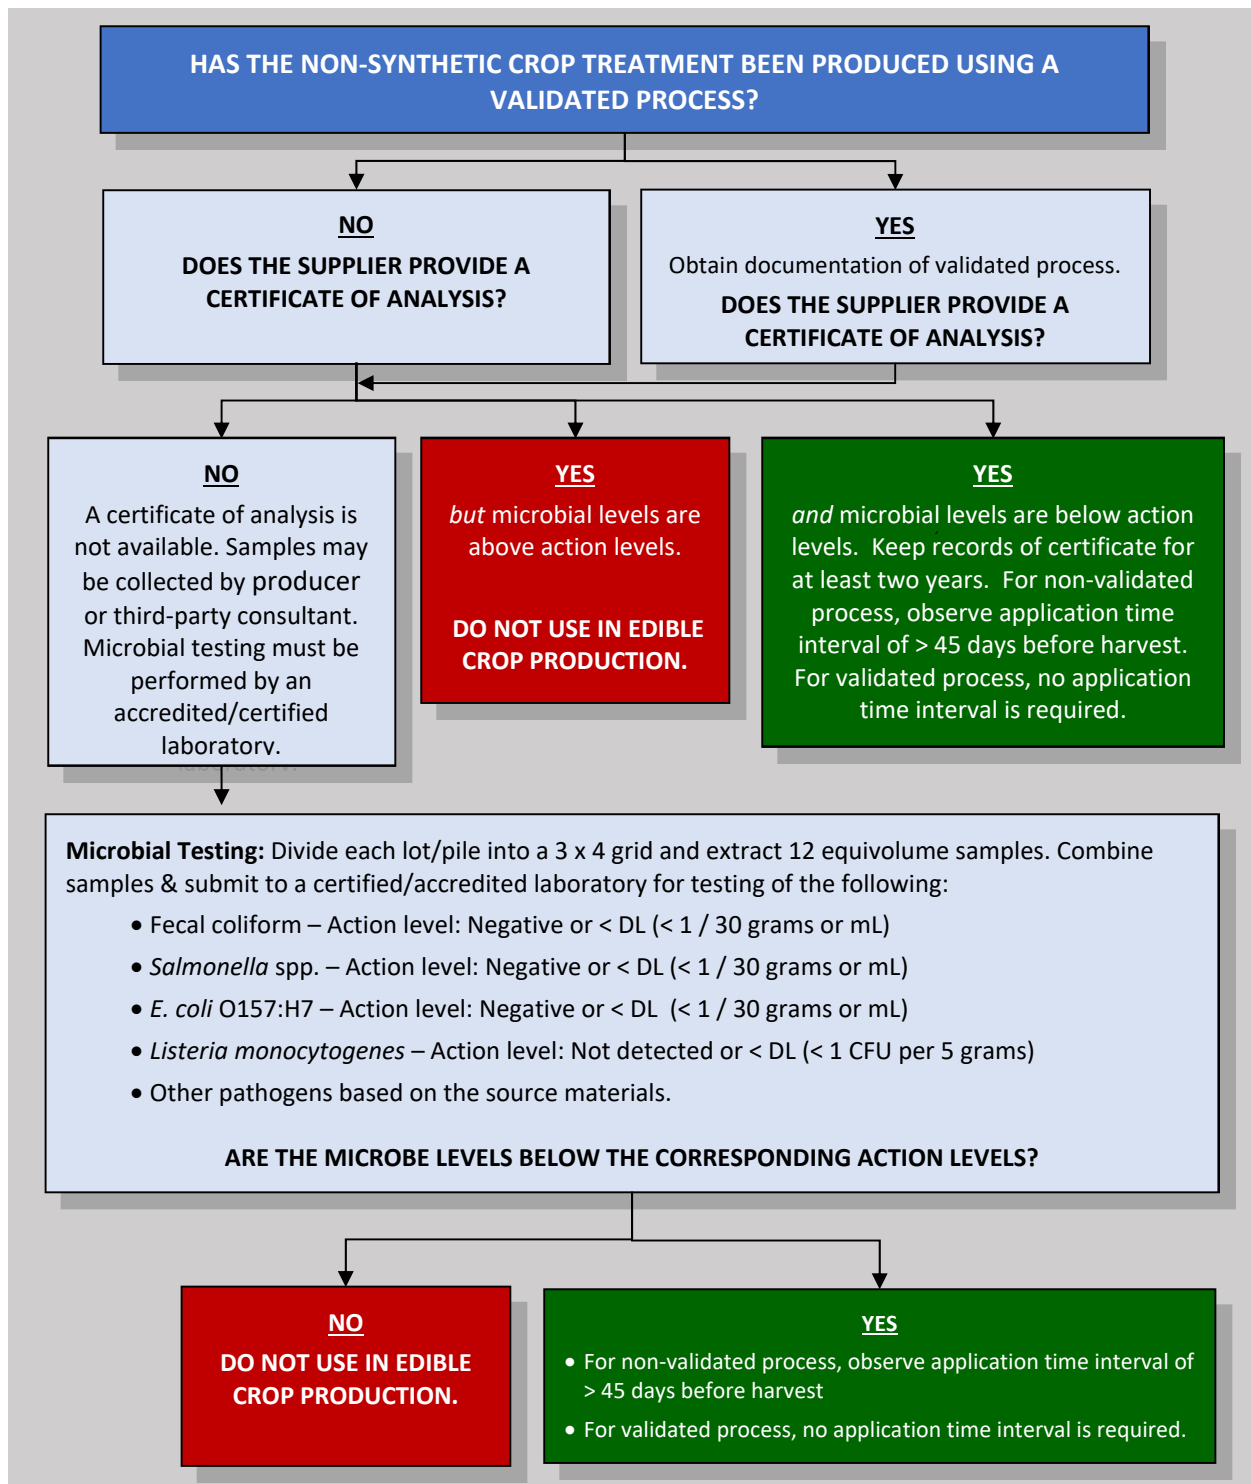 HAS THE NON-SYNTHETIC CROP TREATMENT BEEN PRODUCED USING A
VALIDATED PROCESS?
NO
DOES THE SUPPLIER PROVIDE A
CERTIFICATE OF ANALYSIS?
YES
Obtain documentation of validated process.
DOES THE SUPPLIER PROVIDE A
CERTIFICATE OF ANALYSIS?
NO
A certificate of analysis is
not available. Samples may
be collected by producer
or third-party consultant.
Microbial testing must be
performed by an
accredited/certified
laboratory.
YES
but microbial levels are
above action levels.
DO NOT USE IN EDIBLE
CROP PRODUCTION.
YES
and microbial levels are below action
levels.  Keep records of certificate for
at least two years.  For non-validated
process, observe application time
interval of > 45 days before harvest.
For validated process, no application
time interval is required.
Microbial Testing: Divide each lot/pile into a 3 x 4 grid and extract 12 equivolume samples. Combine
samples & submit to a certified/accredited laboratory for testing of the following:
• Fecal coliform – Action level: Negative or < DL (< 1 / 30 grams or mL)
• Salmonella spp. – Action level: Negative or < DL (< 1 / 30 grams or mL)
• E. coli O157:H7 – Action level: Negative or < DL  (< 1 / 30 grams or mL)
• Listeria monocytogenes – Action level: Not detected or < DL (< 1 CFU per 5 grams)
• Other pathogens based on the source materials.
ARE THE MICROBE LEVELS BELOW THE CORRESPONDING ACTION LEVELS?
NO
DO NOT USE IN EDIBLE
CROP PRODUCTION.
YES
• For non-validated process, observe application time interval of
> 45 days before harvest
• For validated process, no application time interval is required.